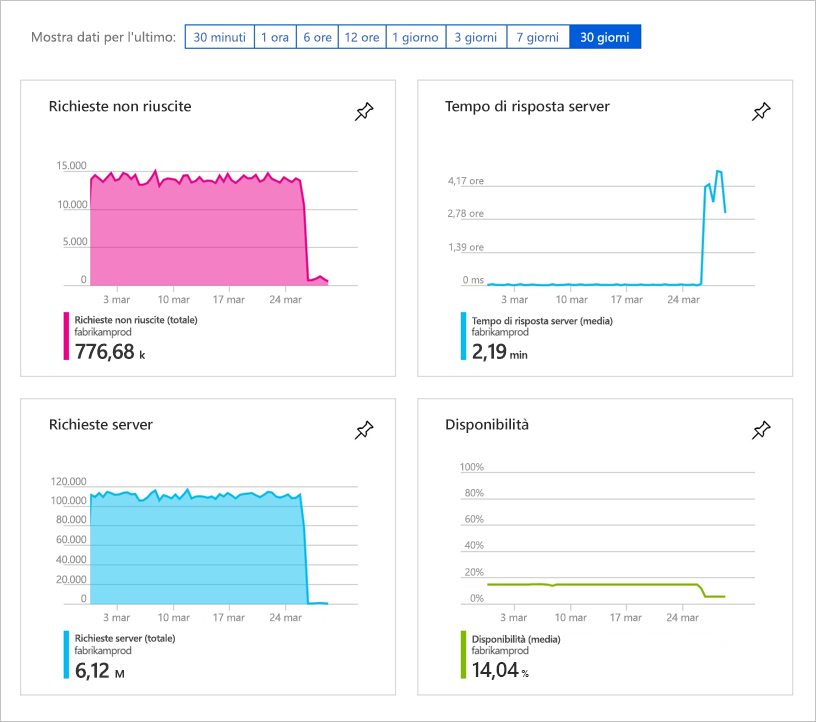 Mostra dati per l'ultimo: 30 minuti 1 ora 6 ore 12 ore 1 giorno 3 giorni 7 giorni 30 giorni
Richieste non riuscite
15.000
10.000
5.000
0
3 mar 10 mar 17 mar 24 mar
Richieste non riuscite (totale)
fabrikamprod
776,68 k
Tempo di risposta server
4,17 ore
2,78 ore
1,39 ore
0 ms
3 mar 10 mar 17 mar 24 mar
Tempo di risposta server (media)
fabrikamprod
2,19 min
Richieste server
120.000
100.000
80.000
60.000
40.000
20.000
0
3 mar 10 mar 17 mar 24 mar
Richieste server (totale)
fabrikamprod
6,12 M
Disponibilità
100%
80%
60%
40%
20%
0%
3 mar 10 mar 17 mar 24 mar
Disponibilità (media)
fabrikamprod
14,04 %